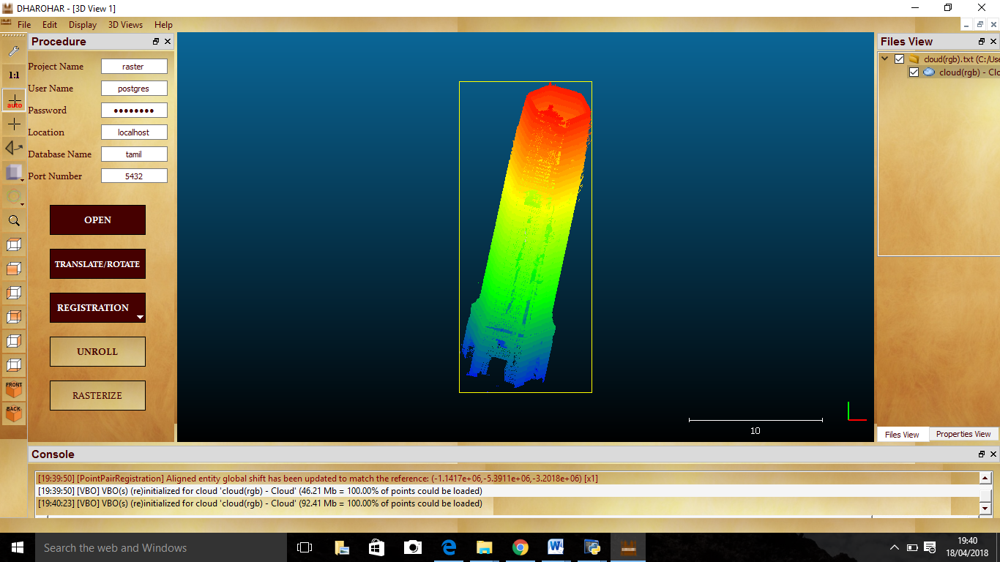 DHAROHAR - [3D View 1]
File Edit Display 3D Views Help
Procedure
Project Name raster
User Name postgres
Password ●●●●●●●●
Location localhost
Database Name tamil
Port Number 5432
OPEN
TRANSLATE/ROTATE
REGISTRATION
UNROLL
RASTERIZE
1:1
auto
FRONT
BACK
10
Files View
cloud(rgb).txt (C:/Use
cloud(rgb) - Clo
Files View Properties View
Console
[19:39:50] [PointPairRegistration] Aligned entity global shift has been updated to match the reference: (-1.1417e+06,-5.3911e+06,-3.2018e+06) [x1]
[19:39:50] [VBO] VBO(s) (re)initialized for cloud 'cloud(rgb) - Cloud' (46.21 Mb = 100.00% of points could be loaded)
[19:40:23] [VBO] VBO(s) (re)initialized for cloud 'cloud(rgb) - Cloud' (92.41 Mb = 100.00% of points could be loaded)
Search the web and Windows
19:40
18/04/2018